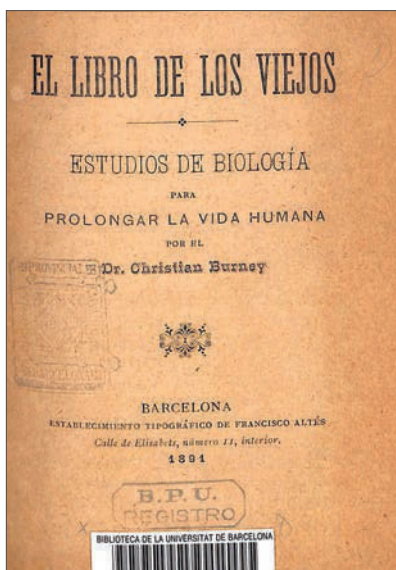 EL LIBRO DE LOS VIEJOS
ESTUDIOS DE BIOLOGÍA
PARA
PROLONGAR LA VIDA HUMANA
POR EL
Dr. Christian Burney
BARCELONA
ESTABLECIMIENTO TIPOGRÁFICO DE FRANCISCO ALTÉS
Calle de Elisabets, número 11, interior.
1891
B.P.U.
REGISTRO
BIBLIOTECA DE LA UNIVERSITAT DE BARCELONA